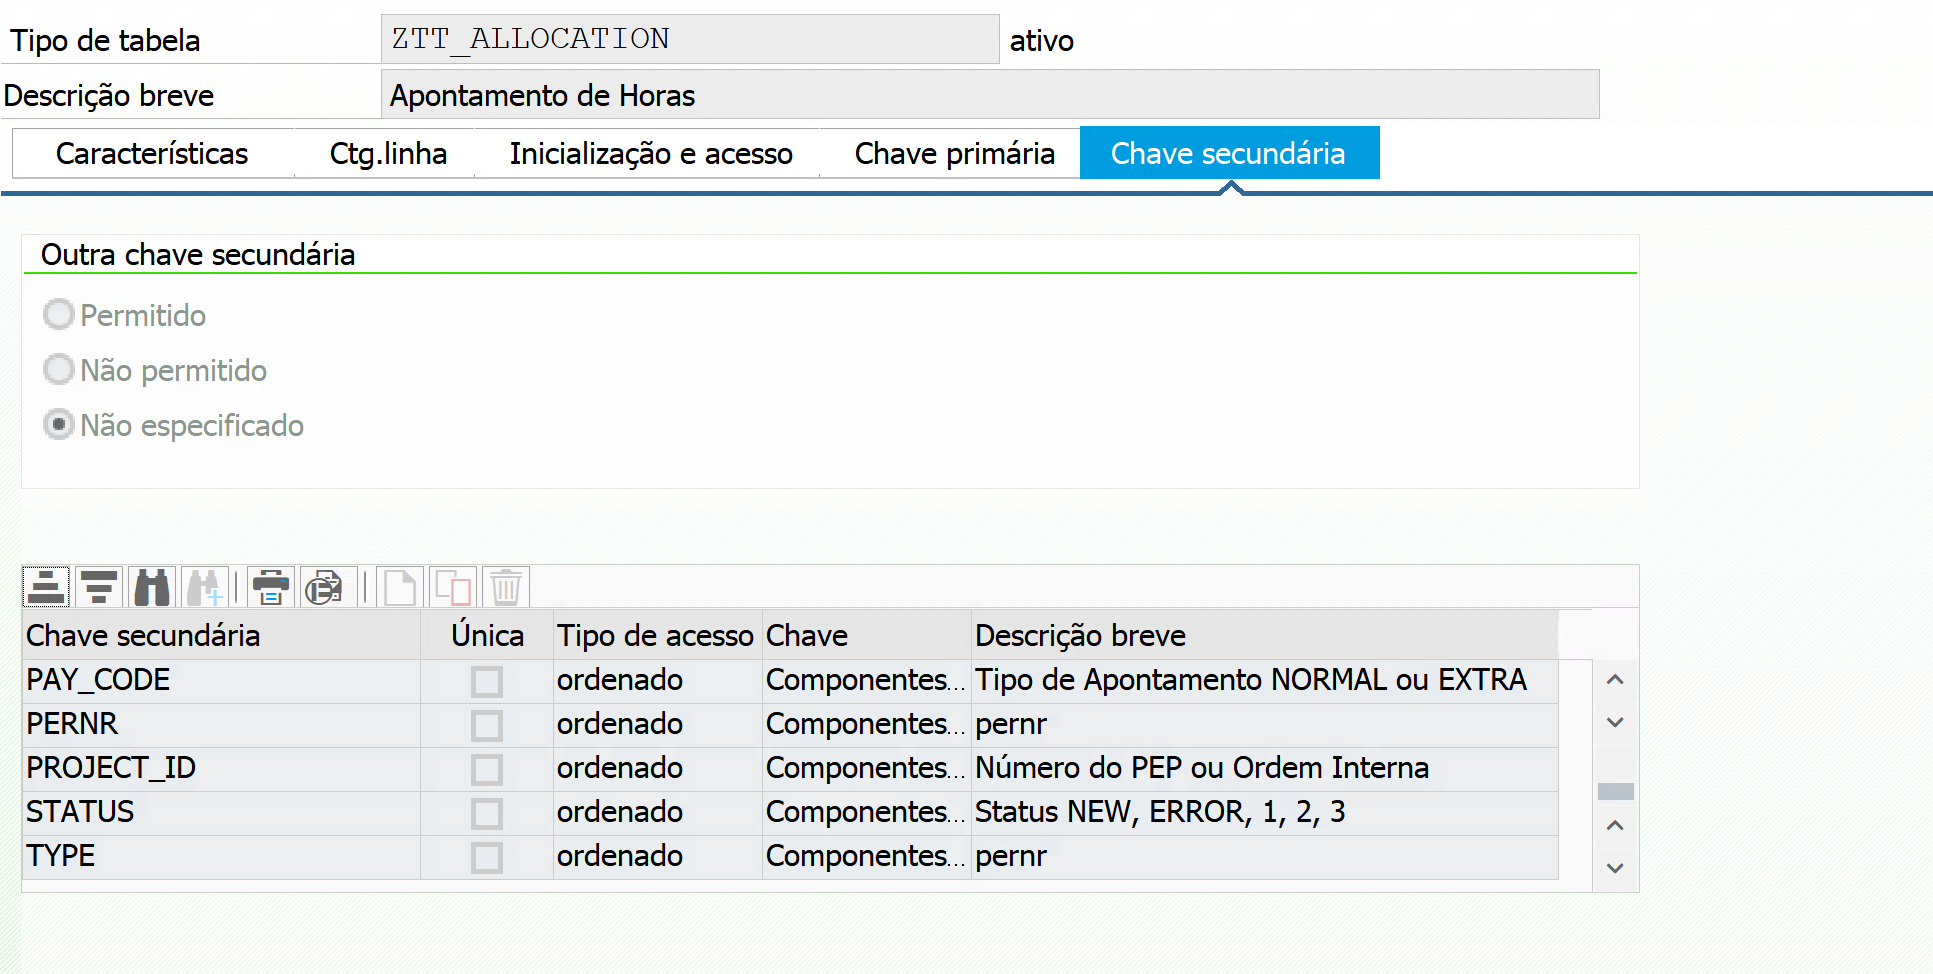 Tipo de tabela ZTT_ALLOCATION ativo
Descrição breve Apontamento de Horas
Características Ctg.linha Inicialização e acesso Chave primária Chave secundária
Outra chave secundária
Permitido
Não permitido
Não especificado
Chave secundária Única Tipo de acesso Chave Descrição breve
PAY_CODE ordenado Componentes... Tipo de Apontamento NORMAL ou EXTRA
PERNR ordenado Componentes... pernr
PROJECT_ID ordenado Componentes... Número do PEP ou Ordem Interna
STATUS ordenado Componentes... Status NEW, ERROR, 1, 2, 3
TYPE ordenado Componentes... pernr